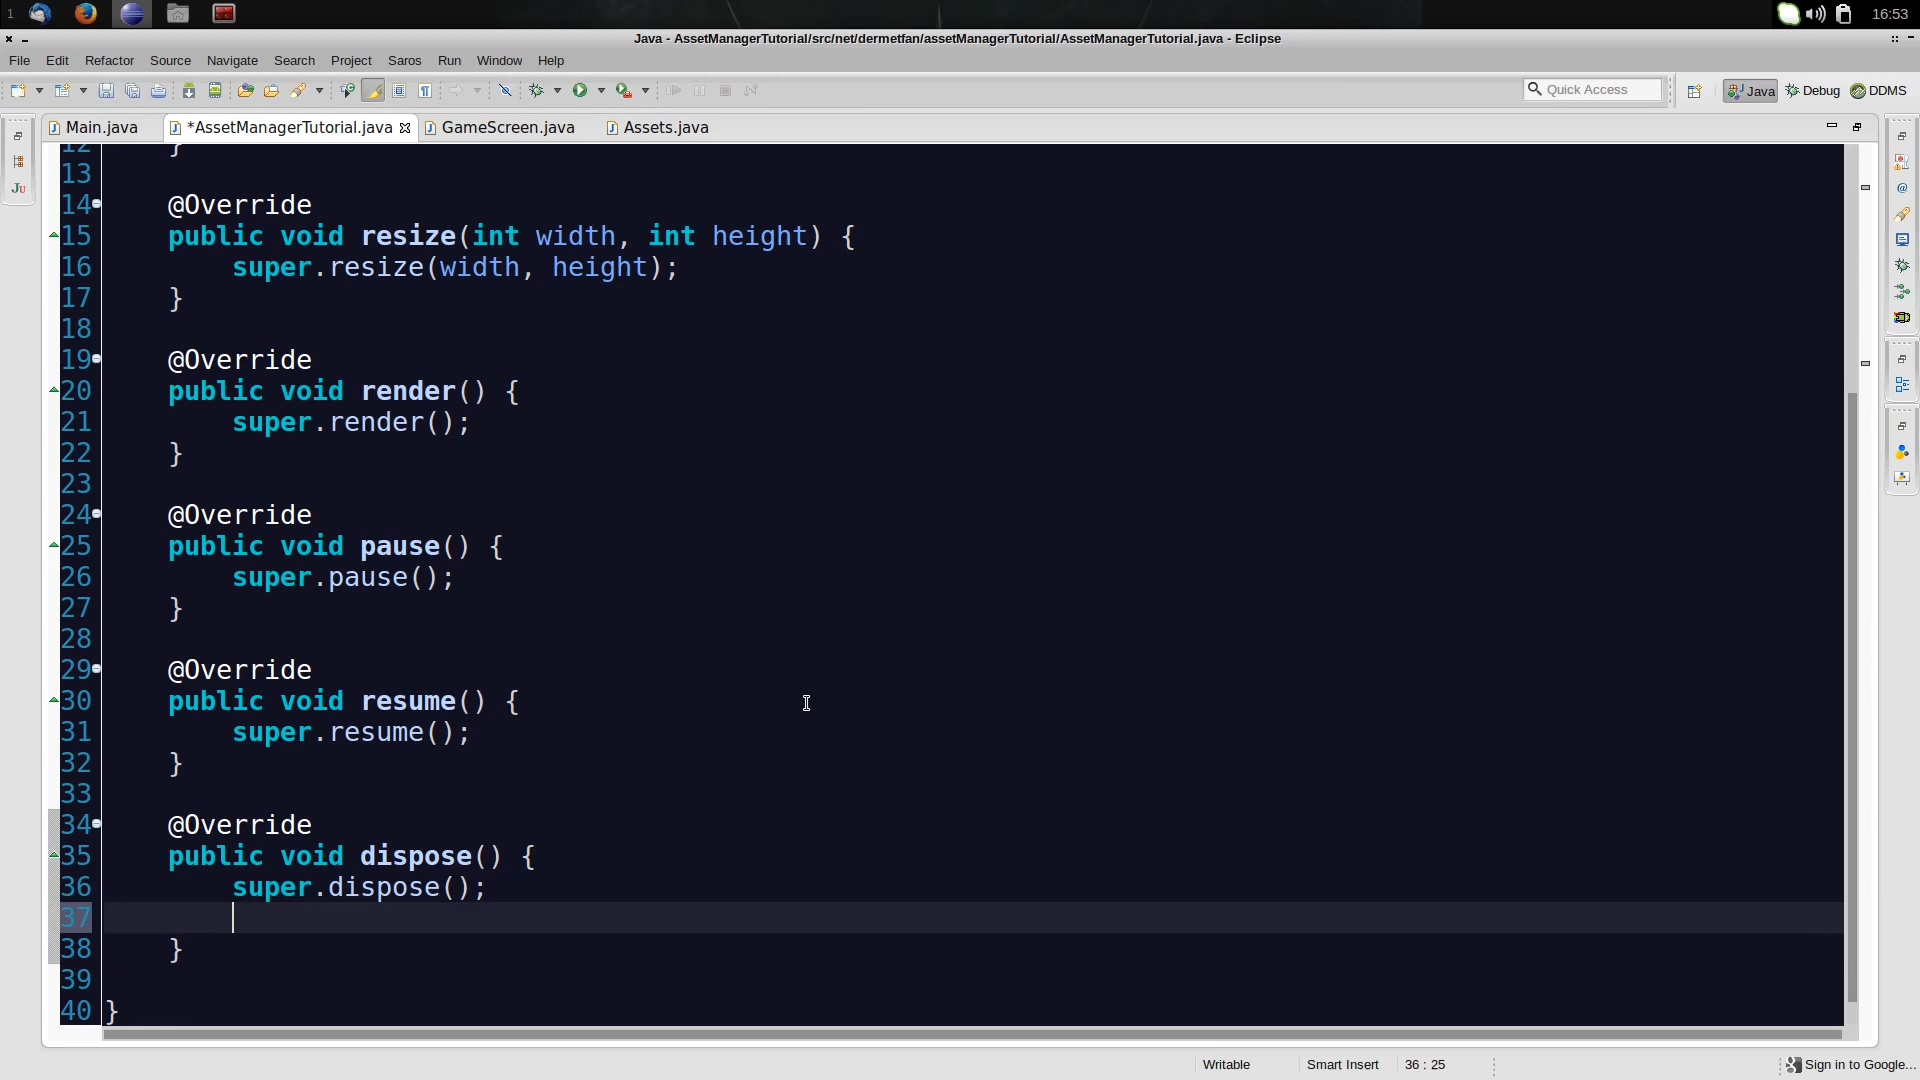 1
16:53
Java - AssetManagerTutorial/src/net/dermetfan/assetManagerTutorial/AssetManagerTutorial.java - Eclipse
File Edit Refactor Source Navigate Search Project Saros Run Window Help
Quick Access
Java Debug DDMS
Main.java *AssetManagerTutorial.java GameScreen.java Assets.java
12 }
13
14 @Override
15 public void resize(int width, int height) {
16 super.resize(width, height);
17 }
18
19 @Override
20 public void render() {
21 super.render();
22 }
23
24 @Override
25 public void pause() {
26 super.pause();
27 }
28
29 @Override
30 public void resume() {
31 super.resume();
32 }
33
34 @Override
35 public void dispose() {
36 super.dispose();
37
38 }
39
40 }
Writable Smart Insert 36 : 25 Sign in to Google...